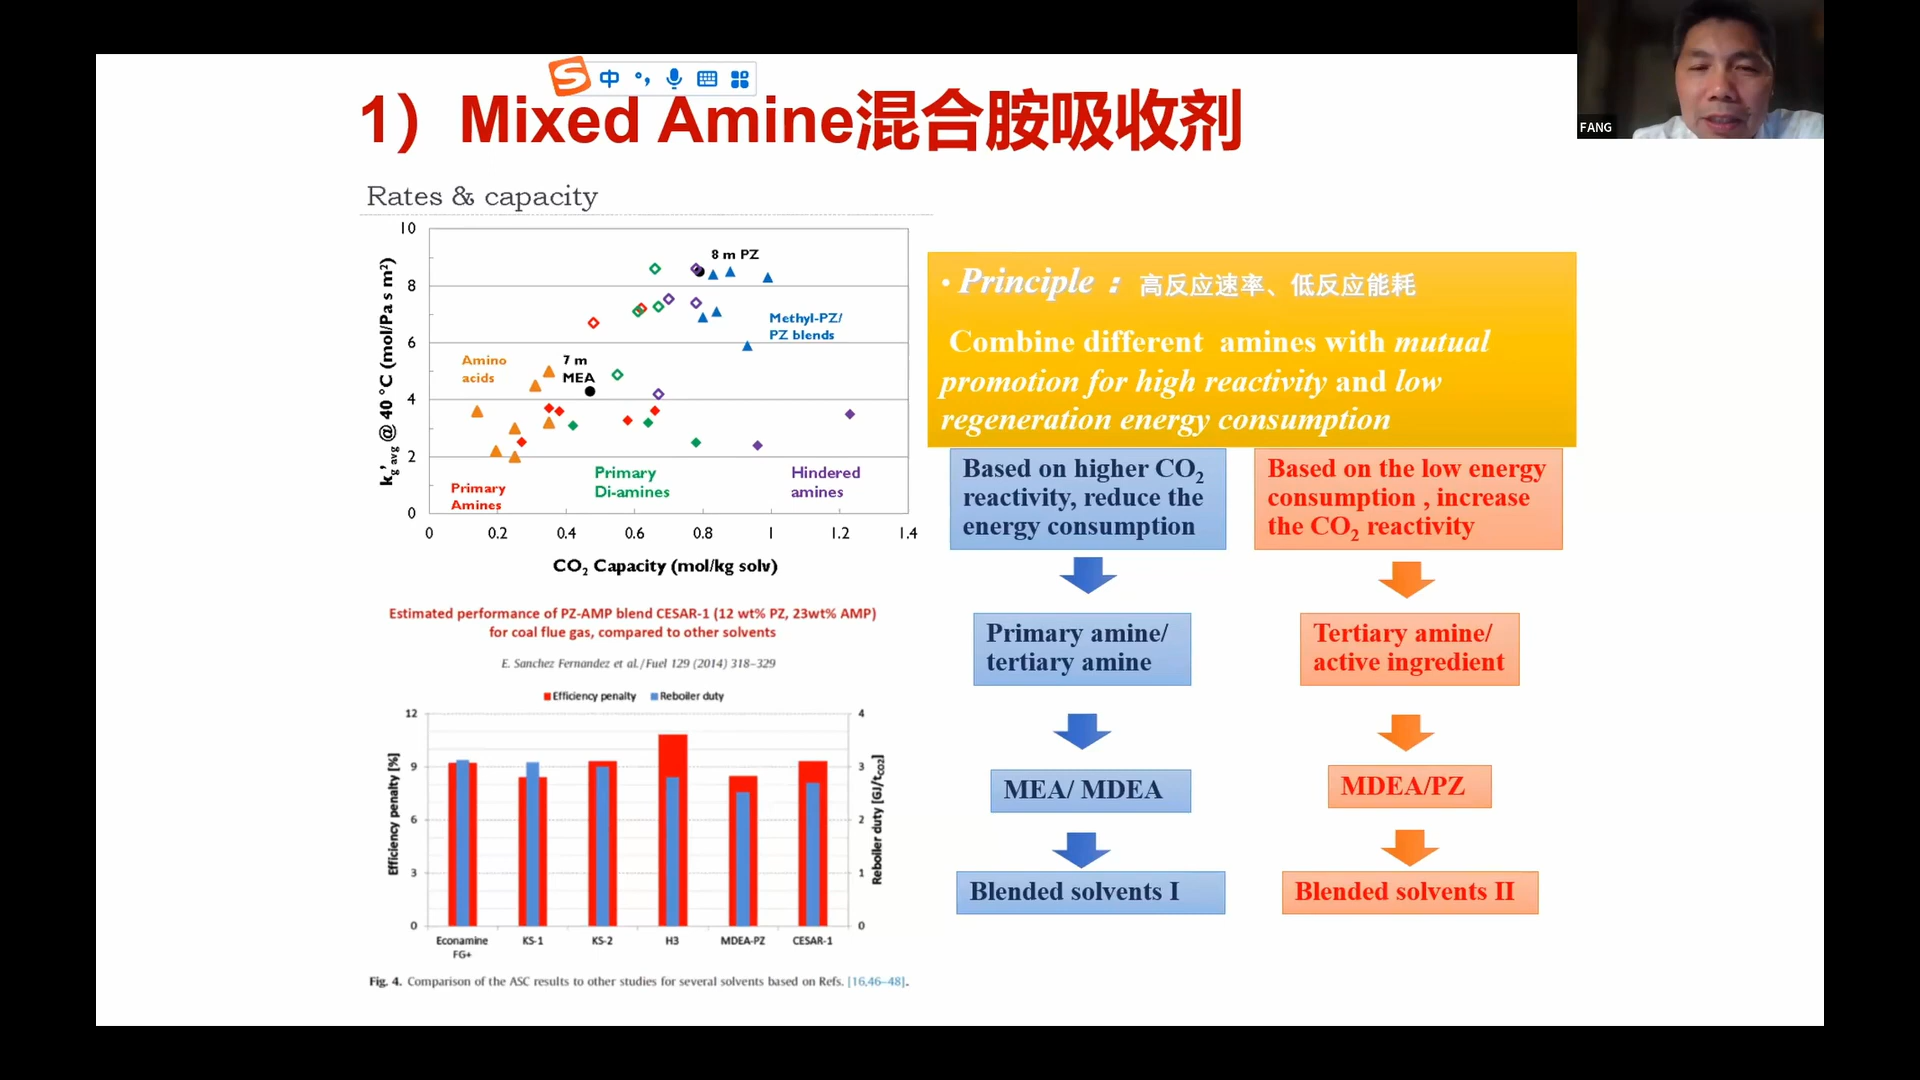 中
FANG
1）Mixed Amine混合胺吸收剂
Rates & capacity
10
8
6
4
2
0
k'g avg @ 40 °C (mol/Pa s m²)
8 m PZ
Methyl-PZ/
PZ blends
Amino
acids
7 m
MEA
Primary
Amines
Primary
Di-amines
Hindered
amines
0 0.2 0.4 0.6 0.8 1 1.2 1.4
CO₂ Capacity (mol/kg solv)
Estimated performance of PZ-AMP blend CESAR-1 (12 wt% PZ, 23wt% AMP)
for coal flue gas, compared to other solvents
E. Sanchez Fernandez et al./Fuel 129 (2014) 318–329
Efficiency penalty Reboiler duty
12
9
6
3
0
Efficiency penalty [%]
4
3
2
1
0
Reboiler duty [GJ/tCO2]
Econamine
FG+
KS-1 KS-2 H3 MDEA-PZ CESAR-1
Fig. 4. Comparison of the ASC results to other studies for several solvents based on Refs. [16,46–48].
• Principle ： 高反应速率、低反应能耗
Combine different amines with mutual
promotion for high reactivity and low
regeneration energy consumption
Based on higher CO₂
reactivity, reduce the
energy consumption
Primary amine/
tertiary amine
MEA/ MDEA
Blended solvents I
Based on the low energy
consumption , increase
the CO₂ reactivity
Tertiary amine/
active ingredient
MDEA/PZ
Blended solvents II